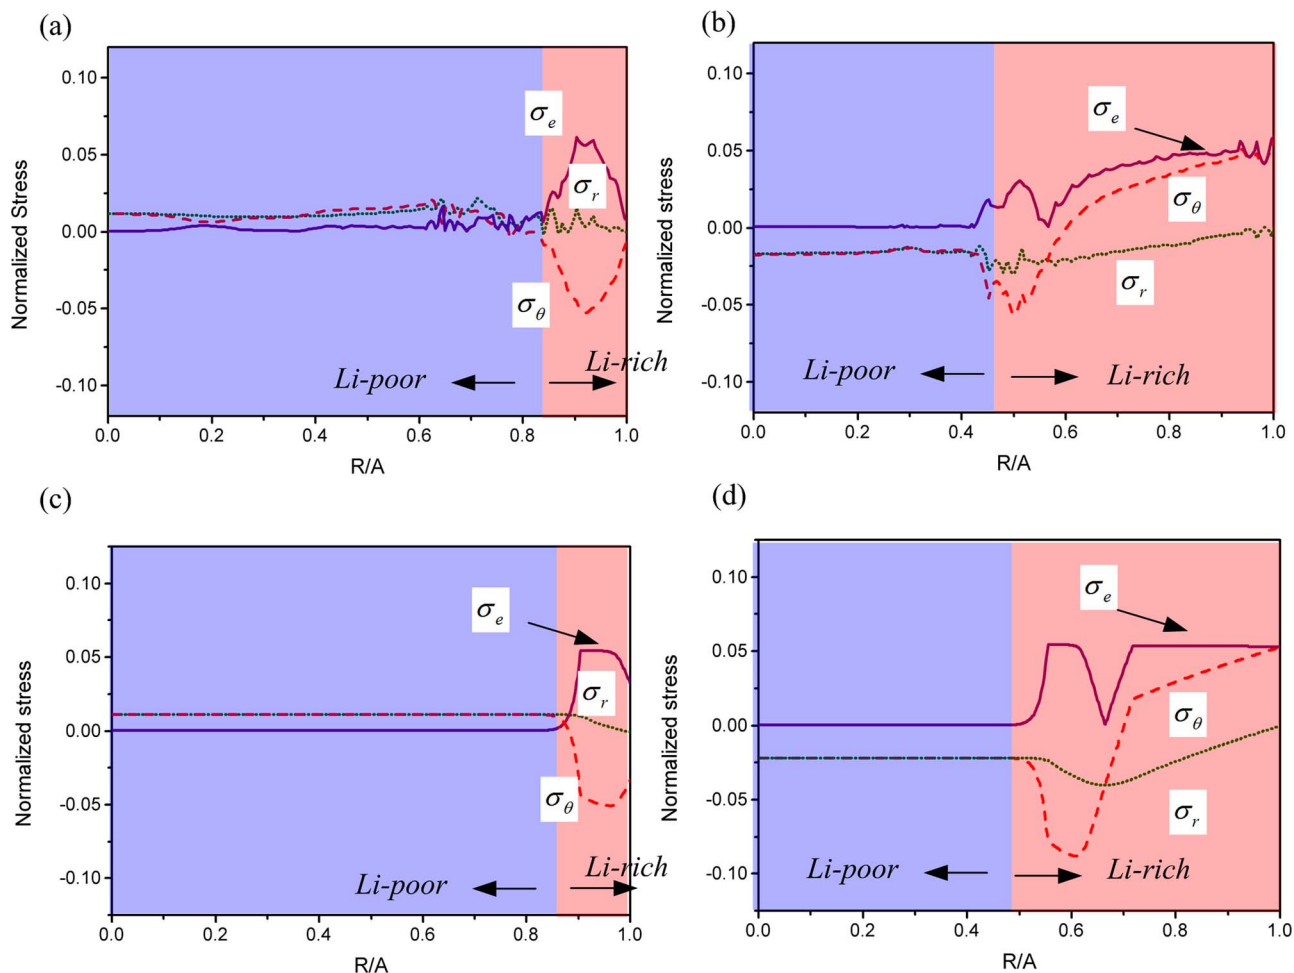 (a)
Normalized Stress
0.10
0.05
0.00
-0.05
-0.10
σe
σr
σθ
Li-poor
Li-rich
0.0 0.2 0.4 0.6 0.8 1.0
R/A
(b)
Normalized stress
0.10
0.05
0.00
-0.05
-0.10
σe
σθ
σr
Li-poor
Li-rich
0.0 0.2 0.4 0.6 0.8 1.0
R/A
(c)
Normalized stress
0.10
0.05
0.00
-0.05
-0.10
σe
σr
σθ
Li-poor
Li-rich
0.0 0.2 0.4 0.6 0.8 1.0
R/A
(d)
Normalized stress
0.10
0.05
0.00
-0.05
-0.10
σe
σθ
σr
Li-poor
Li-rich
0.0 0.2 0.4 0.6 0.8 1.0
R/A